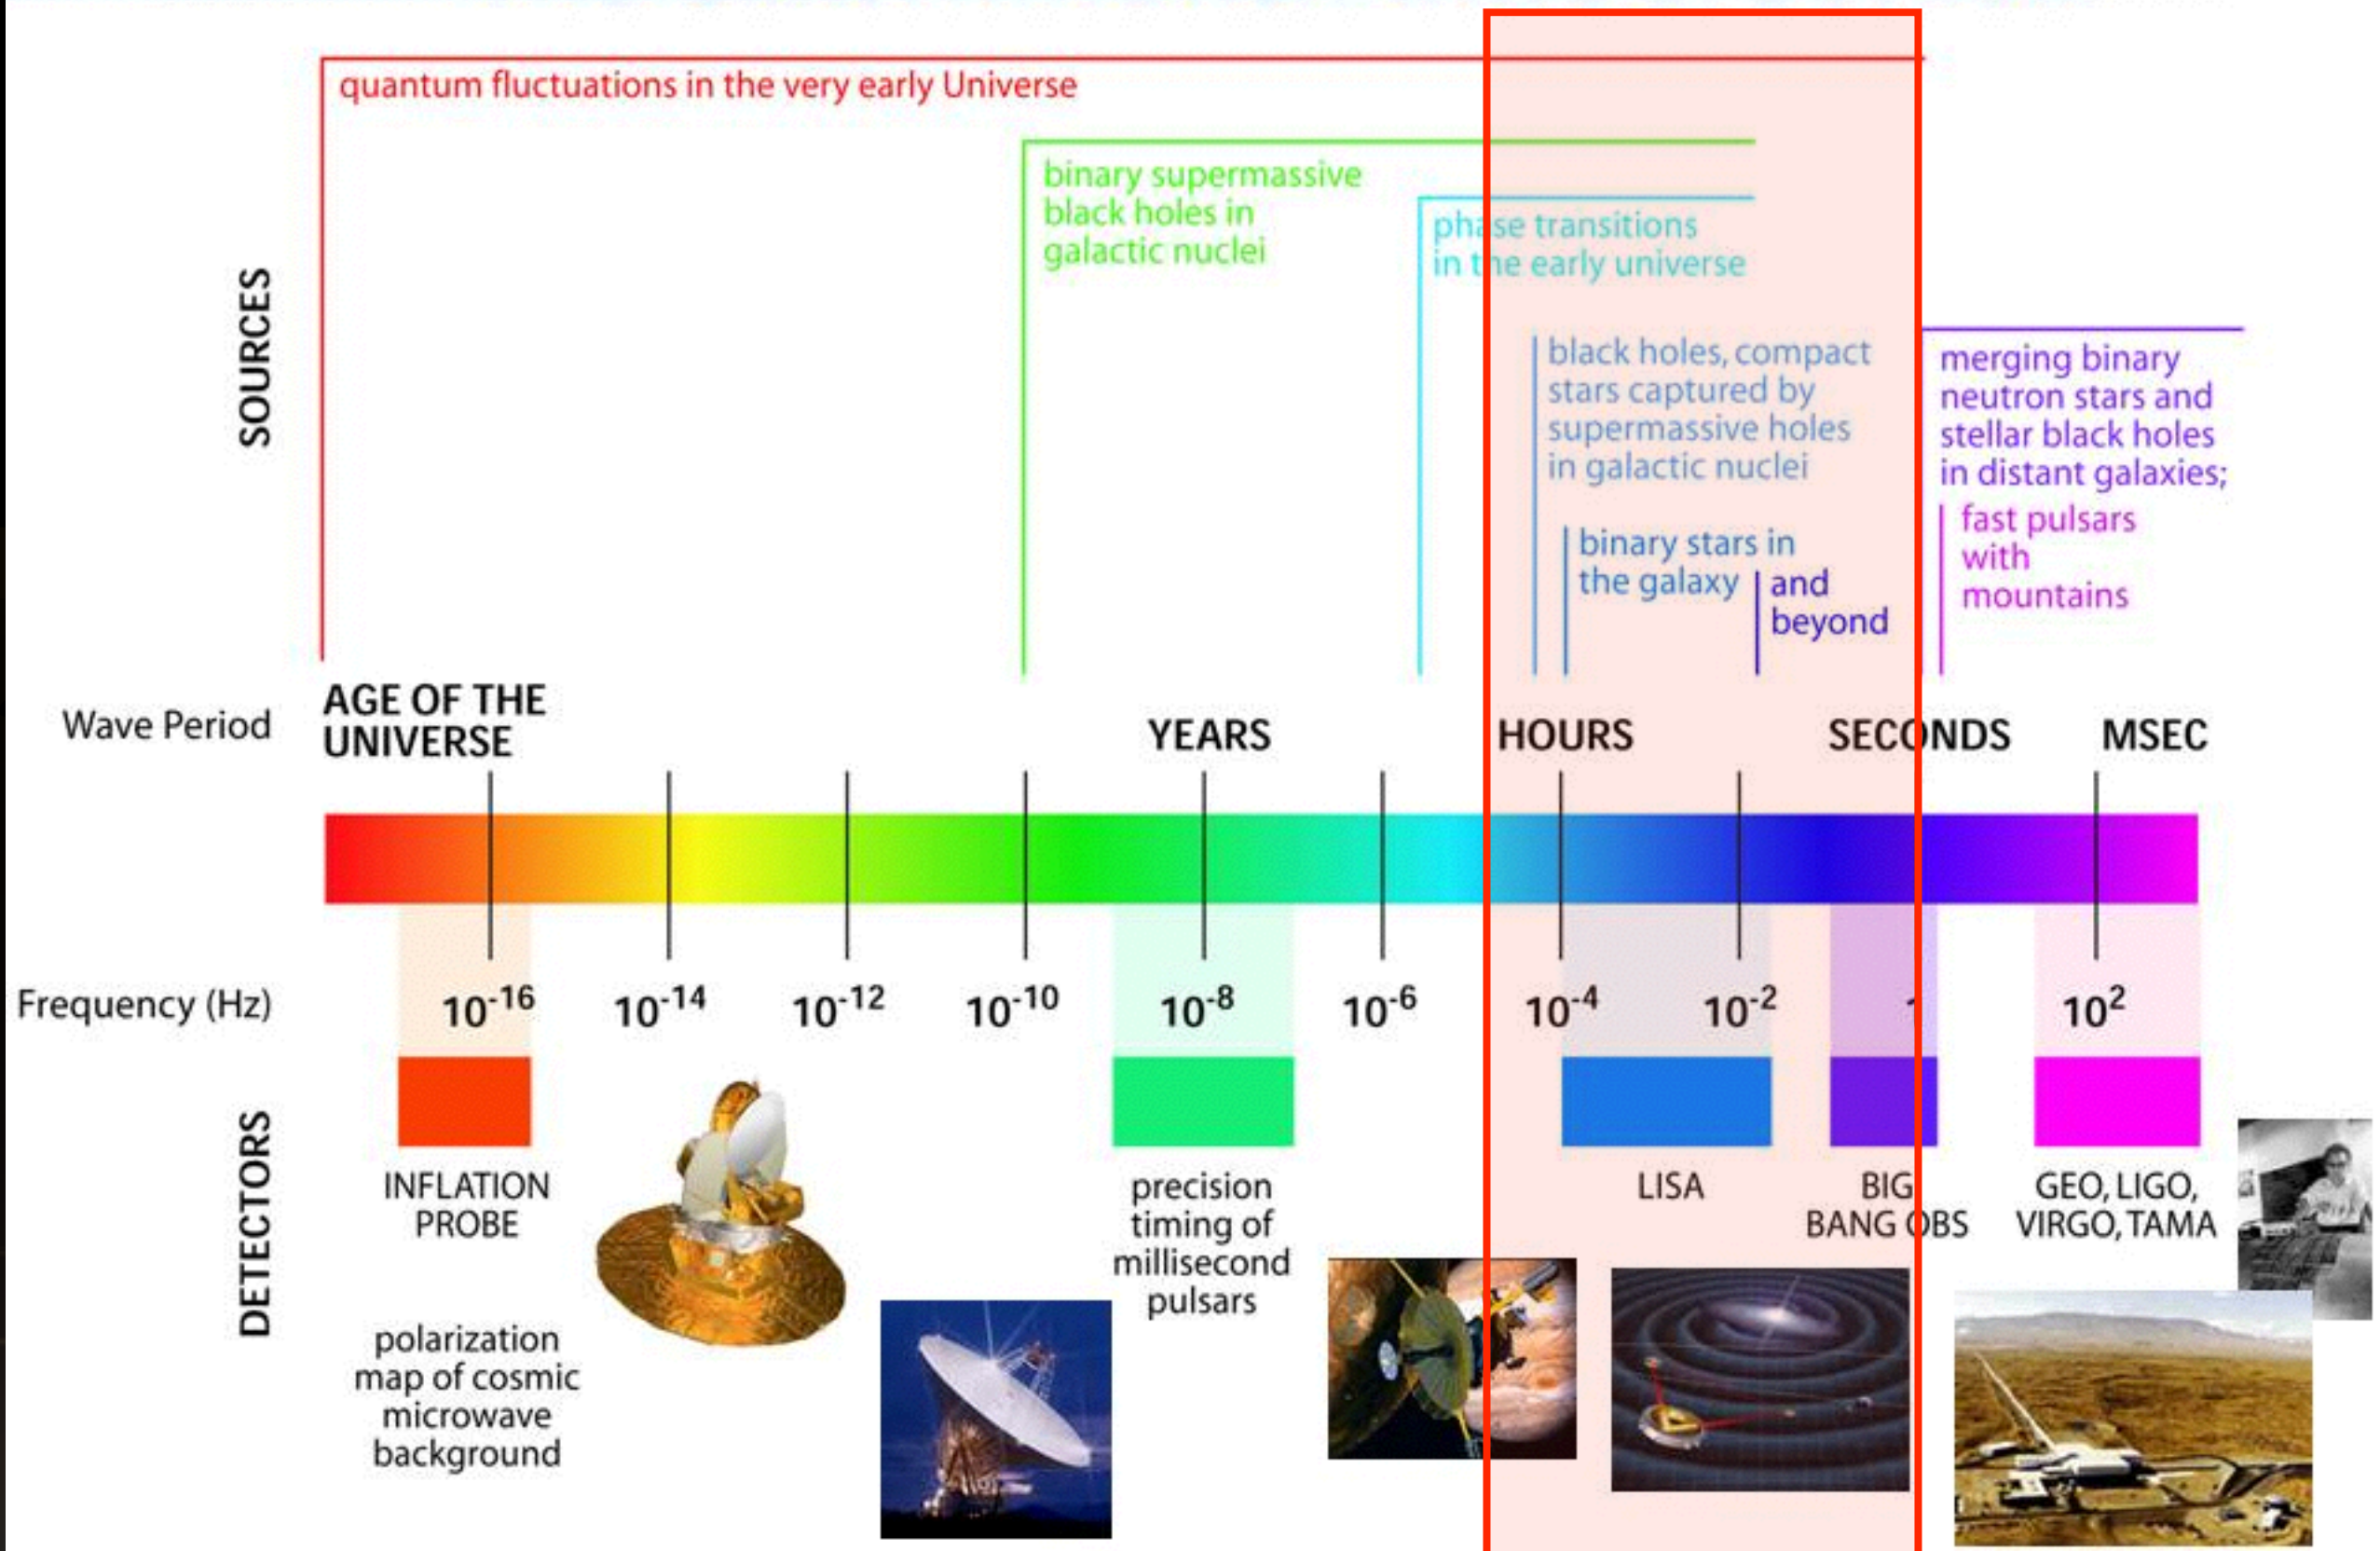 quantum fluctuations in the very early Universe
binary supermassive
black holes in
galactic nuclei
phase transitions
in the early universe
SOURCES
black holes, compact
stars captured by
supermassive holes
in galactic nuclei
merging binary
neutron stars and
stellar black holes
in distant galaxies;
fast pulsars
with
mountains
binary stars in
the galaxy
and
beyond
Wave Period
AGE OF THE
UNIVERSE
YEARS
HOURS
SECONDS
MSEC
Frequency (Hz)
10⁻¹⁶
10⁻¹⁴
10⁻¹²
10⁻¹⁰
10⁻⁸
10⁻⁶
10⁻⁴
10⁻²
1
10²
DETECTORS
INFLATION
PROBE
polarization
map of cosmic
microwave
background
precision
timing of
millisecond
pulsars
LISA
BIG
BANG OBS
GEO, LIGO,
VIRGO, TAMA